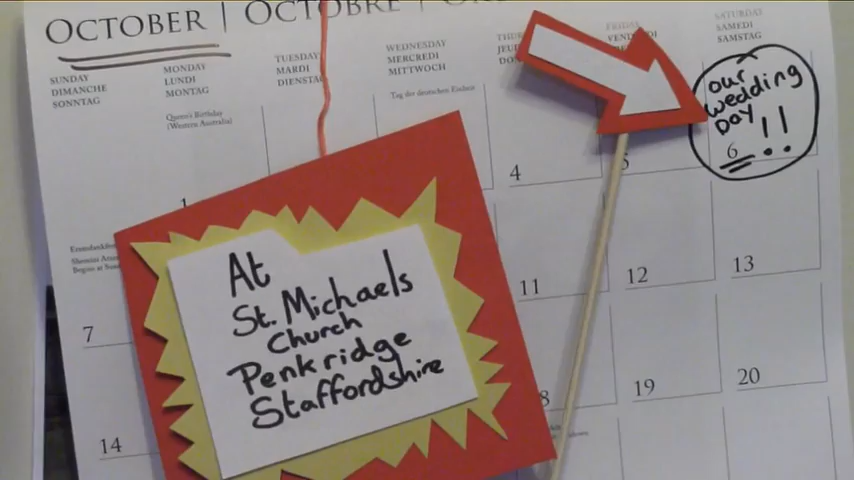 OCTOBER | OCTOBRE |
SUNDAY
DIMANCHE
SONNTAG
MONDAY
LUNDI
MONTAG
TUESDAY
MARDI
DIENSTAG
WEDNESDAY
MERCREDI
MITTWOCH
SATURDAY
SAMEDI
SAMSTAG
Queen's Birthday
(Western Australia)
Tag der deutschen Einheit
1
4
5
our
wedding
DAY !!
6
At
St. Michaels
Church
Penkridge
Staffordshire
7
11
12
13
14
19
20